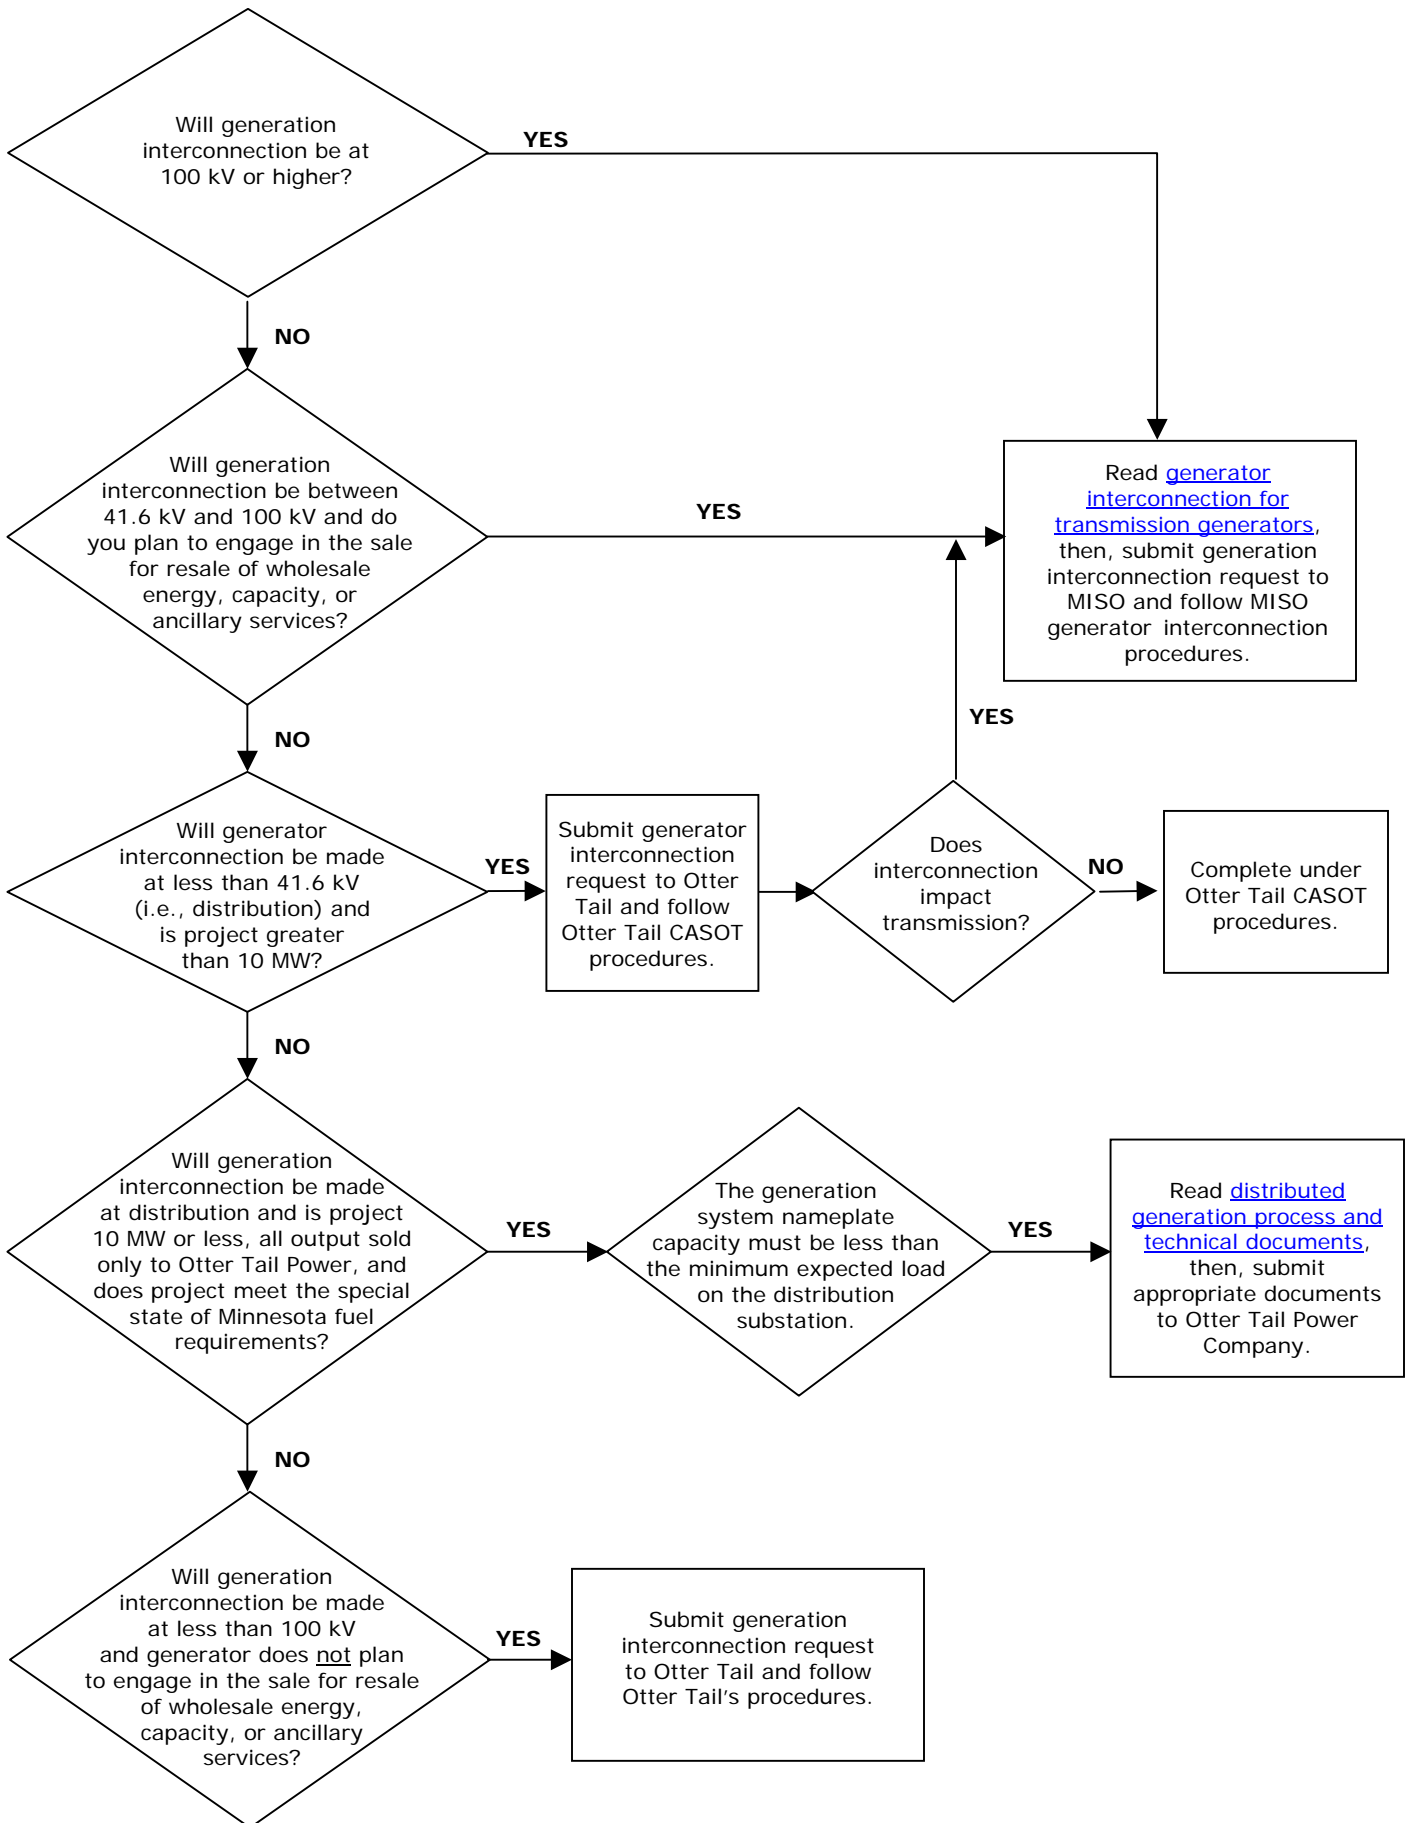 Will generation
interconnection be at
100 kV or higher?
YES
NO
Will generation
interconnection be between
41.6 kV and 100 kV and do
you plan to engage in the sale
for resale of wholesale
energy, capacity, or
ancillary services?
YES
Read generator
interconnection for
transmission generators,
then, submit generation
interconnection request to
MISO and follow MISO
generator interconnection
procedures.
NO
YES
Will generator
interconnection be made
at less than 41.6 kV
(i.e., distribution) and
is project greater
than 10 MW?
YES
Submit generator
interconnection
request to Otter
Tail and follow
Otter Tail CASOT
procedures.
Does
interconnection
impact
transmission?
NO
Complete under
Otter Tail CASOT
procedures.
NO
Will generation
interconnection be made
at distribution and is project
10 MW or less, all output sold
only to Otter Tail Power, and
does project meet the special
state of Minnesota fuel
requirements?
YES
The generation
system nameplate
capacity must be less than
the minimum expected load
on the distribution
substation.
YES
Read distributed
generation process and
technical documents,
then, submit
appropriate documents
to Otter Tail Power
Company.
NO
Will generation
interconnection be made
at less than 100 kV
and generator does not plan
to engage in the sale for resale
of wholesale energy,
capacity, or ancillary
services?
YES
Submit generation
interconnection request
to Otter Tail and follow
Otter Tail's procedures.